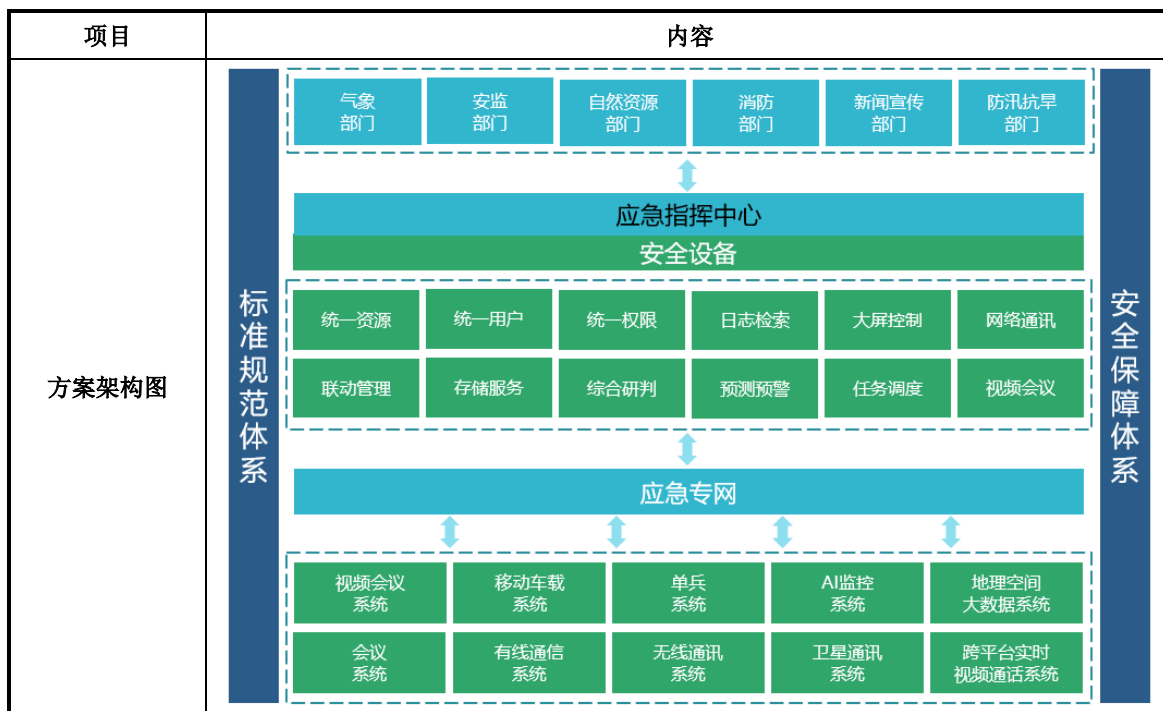 项目
内容
方案架构图
标准规范体系
气象
部门
安监
部门
自然资源
部门
消防
部门
新闻宣传
部门
防汛抗旱
部门
应急指挥中心
安全设备
统一资源
统一用户
统一权限
日志检索
大屏控制
网络通讯
联动管理
存储服务
综合研判
预测预警
任务调度
视频会议
应急专网
视频会议
系统
移动车载
系统
单兵
系统
AI监控
系统
地理空间
大数据系统
会议
系统
有线通信
系统
无线通讯
系统
卫星通讯
系统
跨平台实时
视频通话系统
安全保障体系